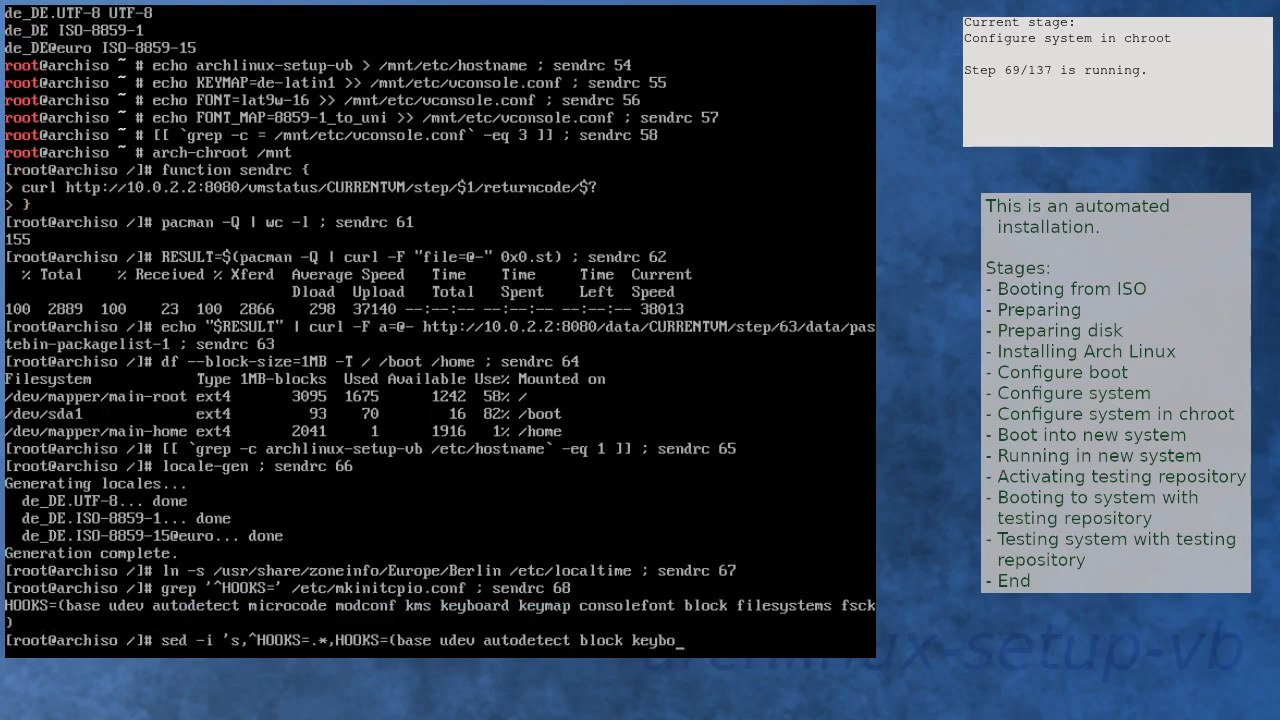 de_DE.UTF-8 UTF-8
de_DE ISO-8859-1
de_DE@euro ISO-8859-15
root@archiso ~ # echo archlinux-setup-vb > /mnt/etc/hostname ; sendrc 54
root@archiso ~ # echo KEYMAP=de-latin1 >> /mnt/etc/vconsole.conf ; sendrc 55
root@archiso ~ # echo FONT=lat9w-16 >> /mnt/etc/vconsole.conf ; sendrc 56
root@archiso ~ # echo FONT_MAP=8859-1_to_uni >> /mnt/etc/vconsole.conf ; sendrc 57
root@archiso ~ # [[ `grep -c = /mnt/etc/vconsole.conf` -eq 3 ]] ; sendrc 58
root@archiso ~ # arch-chroot /mnt
[root@archiso /]# function sendrc {
> curl http://10.0.2.2:8080/vmstatus/CURRENTVM/step/$1/returncode/$?
> }
[root@archiso /]# pacman -Q | wc -l ; sendrc 61
155
[root@archiso /]# RESULT=$(pacman -Q | curl -F "file=@-" 0x0.st) ; sendrc 62
% Total % Received % Xferd Average Speed Time Time Time Current
Dload Upload Total Spent Left Speed
100 2889 100 23 100 2866 298 37140 --:--:-- --:--:-- --:--:-- 38013
[root@archiso /]# echo "$RESULT" | curl -F a=@- http://10.0.2.2:8080/data/CURRENTVM/step/63/data/pas
tebin-packagelist-1 ; sendrc 63
[root@archiso /]# df --block-size=1MB -T / /boot /home ; sendrc 64
Filesystem Type 1MB-blocks Used Available Use% Mounted on
/dev/mapper/main-root ext4 3095 1675 1242 58% /
/dev/sda1 ext4 93 70 16 82% /boot
/dev/mapper/main-home ext4 2041 1 1916 1% /home
[root@archiso /]# [[ `grep -c archlinux-setup-vb /etc/hostname` -eq 1 ]] ; sendrc 65
[root@archiso /]# locale-gen ; sendrc 66
Generating locales...
de_DE.UTF-8... done
de_DE.ISO-8859-1... done
de_DE.ISO-8859-15@euro... done
Generation complete.
[root@archiso /]# ln -s /usr/share/zoneinfo/Europe/Berlin /etc/localtime ; sendrc 67
[root@archiso /]# grep '^HOOKS=' /etc/mkinitcpio.conf ; sendrc 68
HOOKS=(base udev autodetect microcode modconf kms keyboard keymap consolefont block filesystems fsck
)
[root@archiso /]# sed -i 's,^HOOKS=.*,HOOKS=(base udev autodetect block keybo_
Current stage:
Configure system in chroot
Step 69/137 is running.
This is an automated
installation.
Stages:
- Booting from ISO
- Preparing
- Preparing disk
- Installing Arch Linux
- Configure boot
- Configure system
- Configure system in chroot
- Boot into new system
- Running in new system
- Activating testing repository
- Booting to system with
testing repository
- Testing system with testing
repository
- End
archlinux-setup-vb